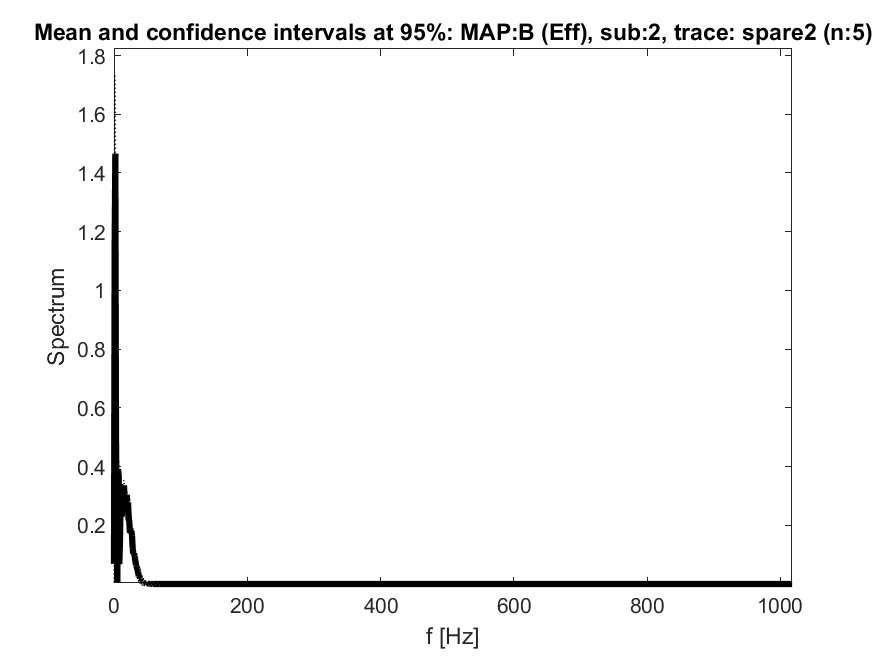 Mean and confidence intervals at 95%: MAP:B (Eff), sub:2, trace: spare2 (n:5)
1.8
1.6
1.4
1.2
1
0.8
0.6
0.4
0.2
Spectrum
0 200 400 600 800 1000
f [Hz]